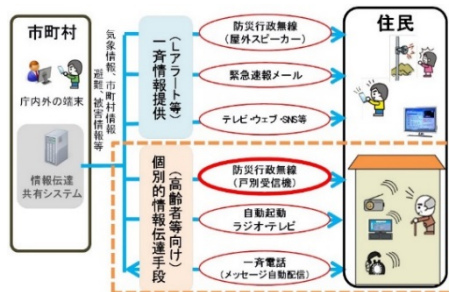 市町村
庁内外の端末
情報伝達
共有システム
気象情報、市町村情報
避難、被害情報等
(Lアラート等)
一斉情報提供
防災行政無線
(屋外スピーカー)
緊急速報メール
テレビ・ウェブ・SNS等
住民
(高齢者等向け)
個別的情報伝達手段
防災行政無線
(戸別受信機)
自動起動
ラジオ・テレビ
一斉電話
(メッセージ自動配信)